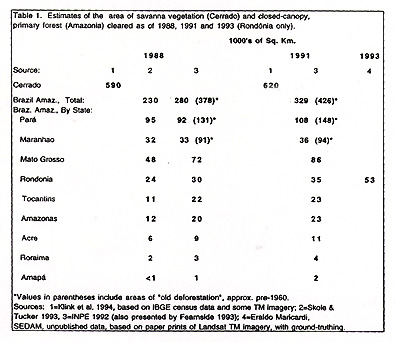 Table 1. Estimates of the area of savanna vegetation (Cerrado) and closed-canopy,
primary forest (Amazonia) cleared as of 1988, 1991 and 1993 (Rondônia only).
1000's of Sq. Km.
1988 1991 1993
Source: 1 2 3 1 3 4
Cerrado 590 620
Brazil Amaz., Total: 230 280 (378)* 329 (426)*
Braz. Amaz., By State:
Pará 95 92 (131)* 108 (148)*
Maranhao 32 33 (91)* 36 (94)*
Mato Grosso 48 72 86
Rondonia 24 30 35 53
Tocantins 11 22 23
Amazonas 12 20 23
Acre 6 9 11
Roraima 2 3 4
Amapá <1 1 2
*Values in parentheses include areas of "old deforestation", approx. pre-1960.
Sources: 1=Klink et al. 1994, based on IBGE census data and some TM imagery; 2=Skole &
Tucker 1993, 3=INPE 1992 (also presented by Fearnside 1993); 4=Eraldo Maricardi,
SEDAM, unpublished data, based on paper prints of Landsat TM imagery, with ground-truthing.